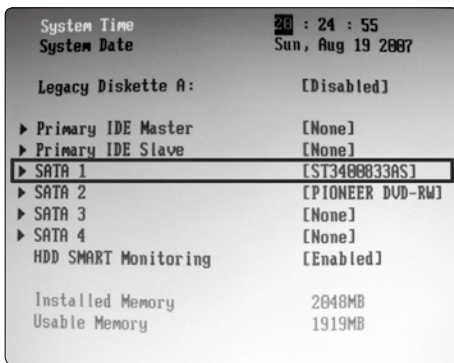 System Time 20 : 24 : 55
System Date Sun, Aug 19 2007
Legacy Diskette A: [Disabled]
▶ Primary IDE Master [None]
▶ Primary IDE Slave [None]
▶ SATA 1 [ST3400833AS]
▶ SATA 2 [PIONEER DVD-RW]
▶ SATA 3 [None]
▶ SATA 4 [None]
HDD SMART Monitoring [Enabled]
Installed Memory 2048MB
Usable Memory 1919MB